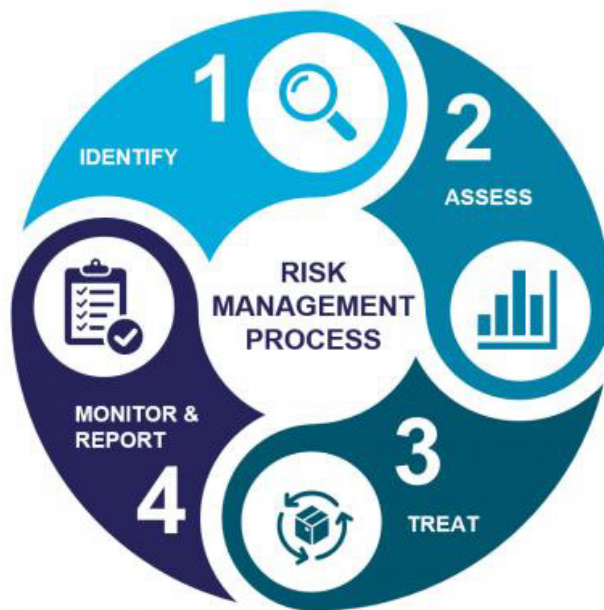 1
IDENTIFY
2
ASSESS
RISK
MANAGEMENT
PROCESS
3
TREAT
MONITOR &
REPORT
4